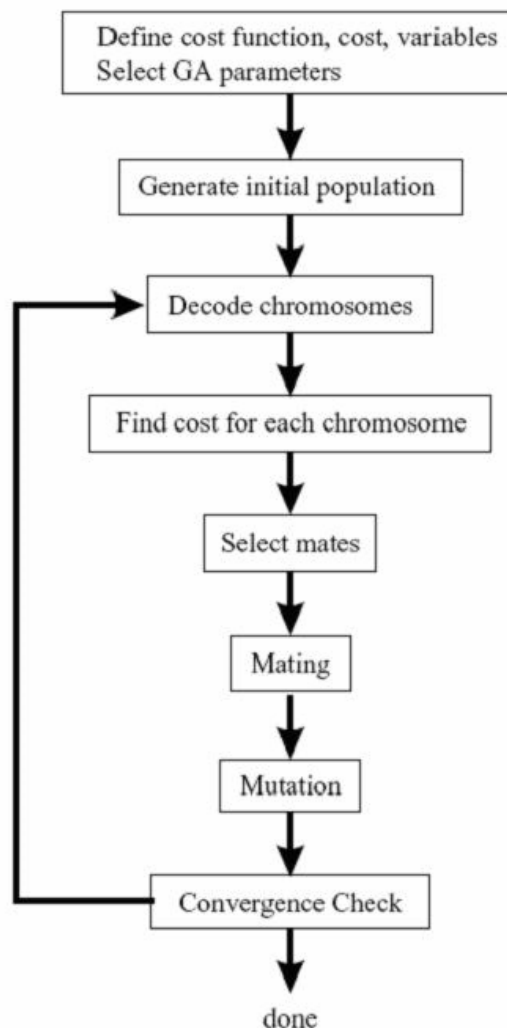 Define cost function, cost, variables
Select GA parameters
Generate initial population
Decode chromosomes
Find cost for each chromosome
Select mates
Mating
Mutation
Convergence Check
done